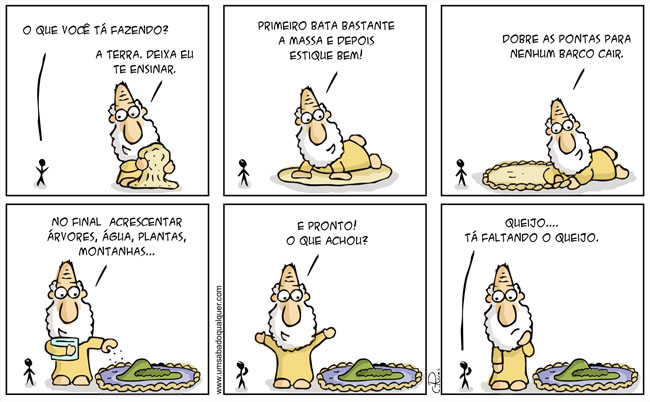 O QUE VOCÊ TÁ FAZENDO?
A TERRA. DEIXA EU
TE ENSINAR.
PRIMEIRO BATA BASTANTE
A MASSA E DEPOIS
ESTIQUE BEM!
DOBRE AS PONTAS PARA
NENHUM BARCO CAIR.
NO FINAL ACRESCENTAR
ÁRVORES, ÁGUA, PLANTAS,
MONTANHAS...
www.umsabadoqualquer.com
E PRONTO!
O QUE ACHOU?
QUEIJO....
TÁ FALTANDO O QUEIJO.